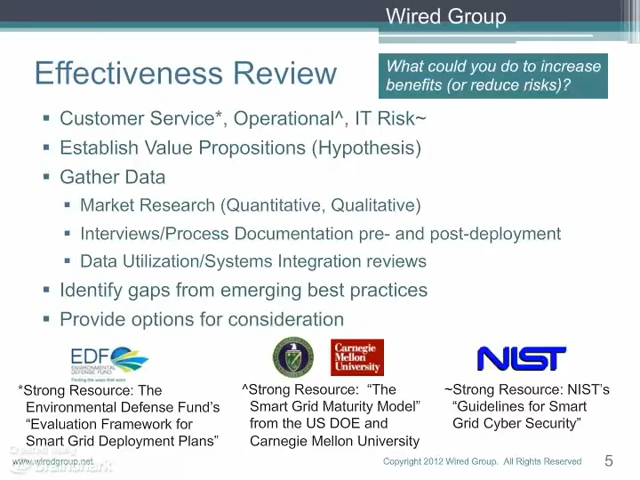 Wired Group
Effectiveness Review
What could you do to increase
benefits (or reduce risks)?
Customer Service*, Operational^, IT Risk~
Establish Value Propositions (Hypothesis)
Gather Data
Market Research (Quantitative, Qualitative)
Interviews/Process Documentation pre- and post-deployment
Data Utilization/Systems Integration reviews
Identify gaps from emerging best practices
Provide options for consideration
EDF
ENVIRONMENTAL
DEFENSE FUND
Finding the ways that work
Carnegie
Mellon
University
NIST
*Strong Resource: The
Environmental Defense Fund's
"Evaluation Framework for
Smart Grid Deployment Plans"
^Strong Resource: "The
Smart Grid Maturity Model"
from the US DOE and
Carnegie Mellon University
~Strong Resource: NIST's
"Guidelines for Smart
Grid Cyber Security"
www.wiredgroup.net
Copyright 2012 Wired Group. All Rights Reserved
5